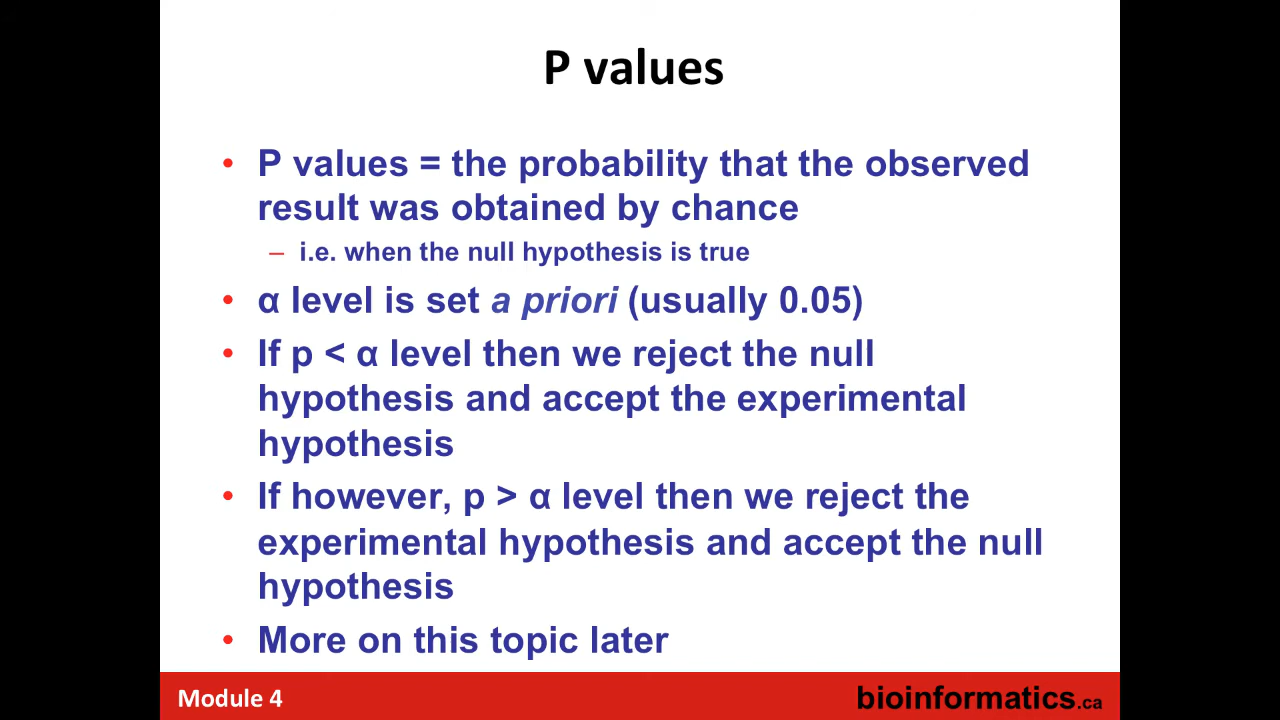 P values
• P values = the probability that the observed
result was obtained by chance
– i.e. when the null hypothesis is true
• α level is set a priori (usually 0.05)
• If p < α level then we reject the null
hypothesis and accept the experimental
hypothesis
• If however, p > α level then we reject the
experimental hypothesis and accept the null
hypothesis
• More on this topic later
Module 4
bioinformatics.ca